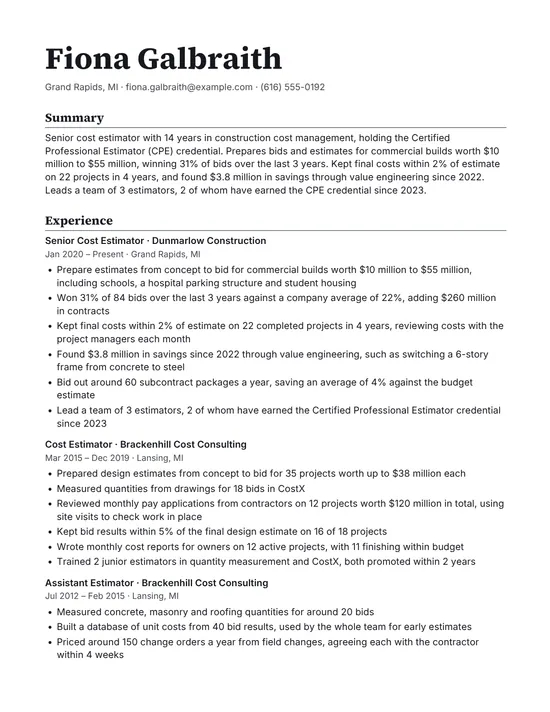 Fiona Galbraith
Grand Rapids, MI · fiona.galbraith@example.com · (616) 555-0192
Summary
Senior cost estimator with 14 years in construction cost management, holding the Certified
Professional Estimator (CPE) credential. Prepares bids and estimates for commercial builds worth $10
million to $55 million, winning 31% of bids over the last 3 years. Kept final costs within 2% of estimate
on 22 projects in 4 years, and found $3.8 million in savings through value engineering since 2022.
Leads a team of 3 estimators, 2 of whom have earned the CPE credential since 2023.
Experience
Senior Cost Estimator · Dunmarlow Construction
Jan 2020 – Present · Grand Rapids, MI
• Prepare estimates from concept to bid for commercial builds worth $10 million to $55 million,
including schools, a hospital parking structure and student housing
• Won 31% of 84 bids over the last 3 years against a company average of 22%, adding $260 million
in contracts
• Kept final costs within 2% of estimate on 22 completed projects in 4 years, reviewing costs with the
project managers each month
• Found $3.8 million in savings since 2022 through value engineering, such as switching a 6-story
frame from concrete to steel
• Bid out around 60 subcontract packages a year, saving an average of 4% against the budget
estimate
• Lead a team of 3 estimators, 2 of whom have earned the Certified Professional Estimator credential
since 2023
Cost Estimator · Brackenhill Cost Consulting
Mar 2015 – Dec 2019 · Lansing, MI
• Prepared design estimates from concept to bid for 35 projects worth up to $38 million each
• Measured quantities from drawings for 18 bids in CostX
• Reviewed monthly pay applications from contractors on 12 projects worth $120 million in total, using
site visits to check work in place
• Kept bid results within 5% of the final design estimate on 16 of 18 projects
• Wrote monthly cost reports for owners on 12 active projects, with 11 finishing within budget
• Trained 2 junior estimators in quantity measurement and CostX, both promoted within 2 years
Assistant Estimator · Brackenhill Cost Consulting
Jul 2012 – Feb 2015 · Lansing, MI
• Measured concrete, masonry and roofing quantities for around 20 bids
• Built a database of unit costs from 40 bid results, used by the whole team for early estimates
• Priced around 150 change orders a year from field changes, agreeing each with the contractor
within 4 weeks